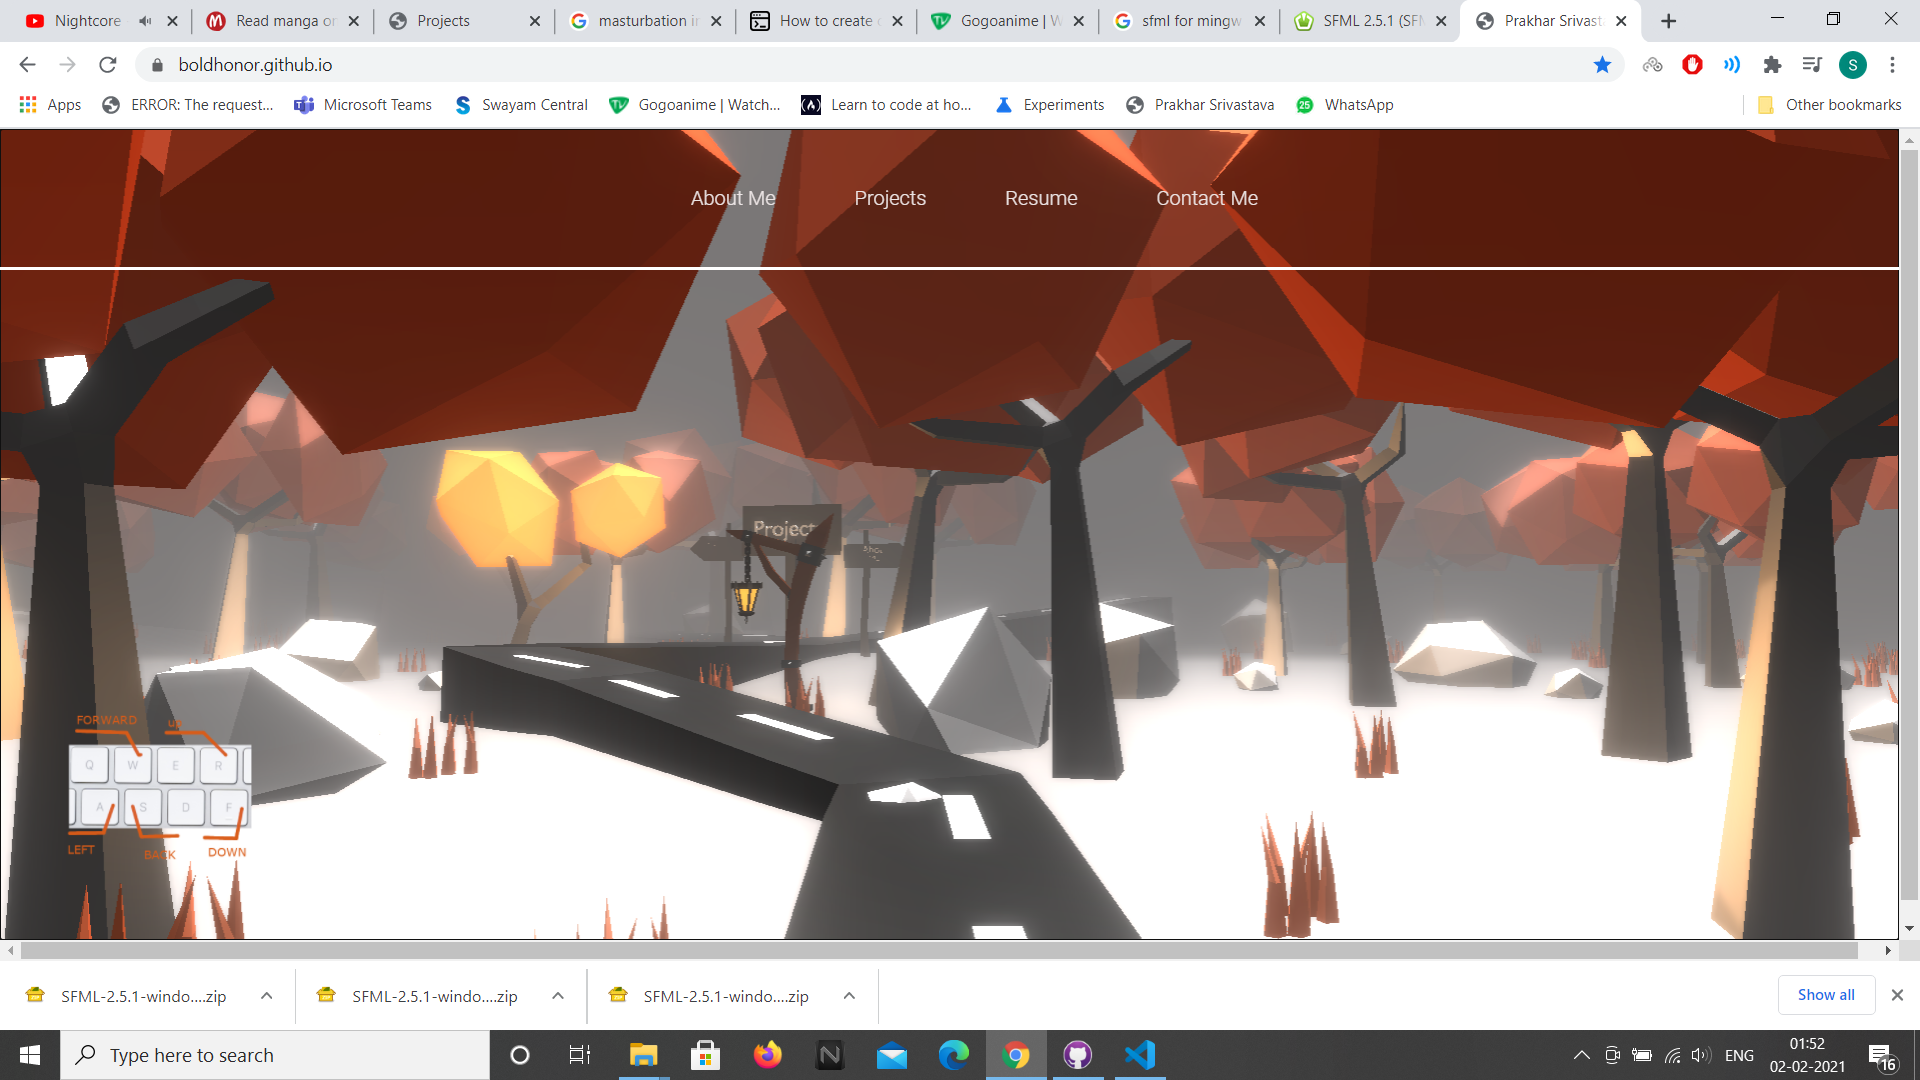 Nightcore
Read manga on
Projects
masturbation in
How to create
Gogoanime | W
sfml for mingw
SFML 2.5.1 (SFM
Prakhar Srivast
boldhonor.github.io
S
Apps
ERROR: The request...
Microsoft Teams
Swayam Central
Gogoanime | Watch...
Learn to code at ho...
Experiments
Prakhar Srivastava
WhatsApp
Other bookmarks
About Me
Projects
Resume
Contact Me
Project
FORWARD
up
Q
W
E
R
A
S
D
F
LEFT
BACK
DOWN
SFML-2.5.1-windo....zip
SFML-2.5.1-windo....zip
SFML-2.5.1-windo....zip
Show all
Type here to search
ENG
01:52
02-02-2021
16